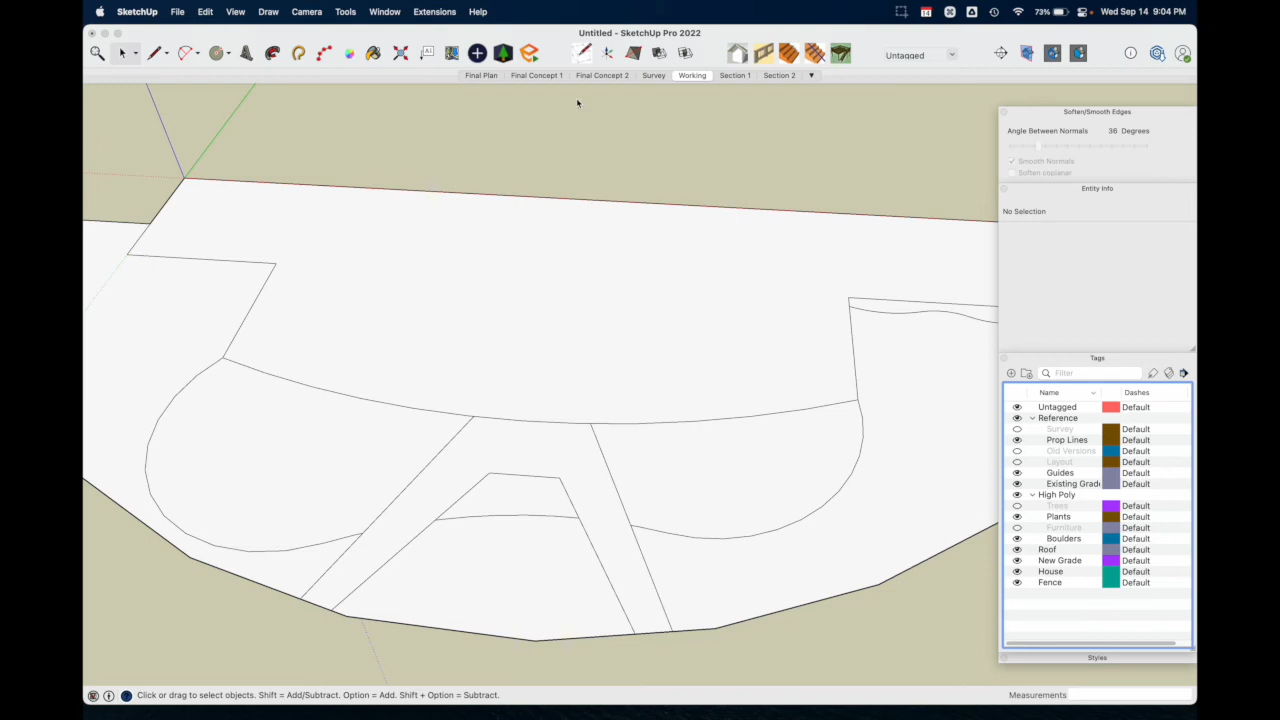 SketchUp File Edit View Draw Camera Tools Window Extensions Help 14 73% Wed Sep 14 9:04 PM
Untitled - SketchUp Pro 2022
Untagged
Final Plan Final Concept 1 Final Concept 2 Survey Working Section 1 Section 2
Soften/Smooth Edges
Angle Between Normals 36 Degrees
Smooth Normals
Soften coplanar
Entity Info
No Selection
Tags
Filter
Name Dashes
Untagged Default
Reference
Survey Default
Prop Lines Default
Old Versions Default
Layout Default
Guides Default
Existing Grade Default
High Poly
Trees Default
Plants Default
Furniture Default
Boulders Default
Roof Default
New Grade Default
House Default
Fence Default
Styles
Click or drag to select objects. Shift = Add/Subtract. Option = Add. Shift + Option = Subtract. Measurements